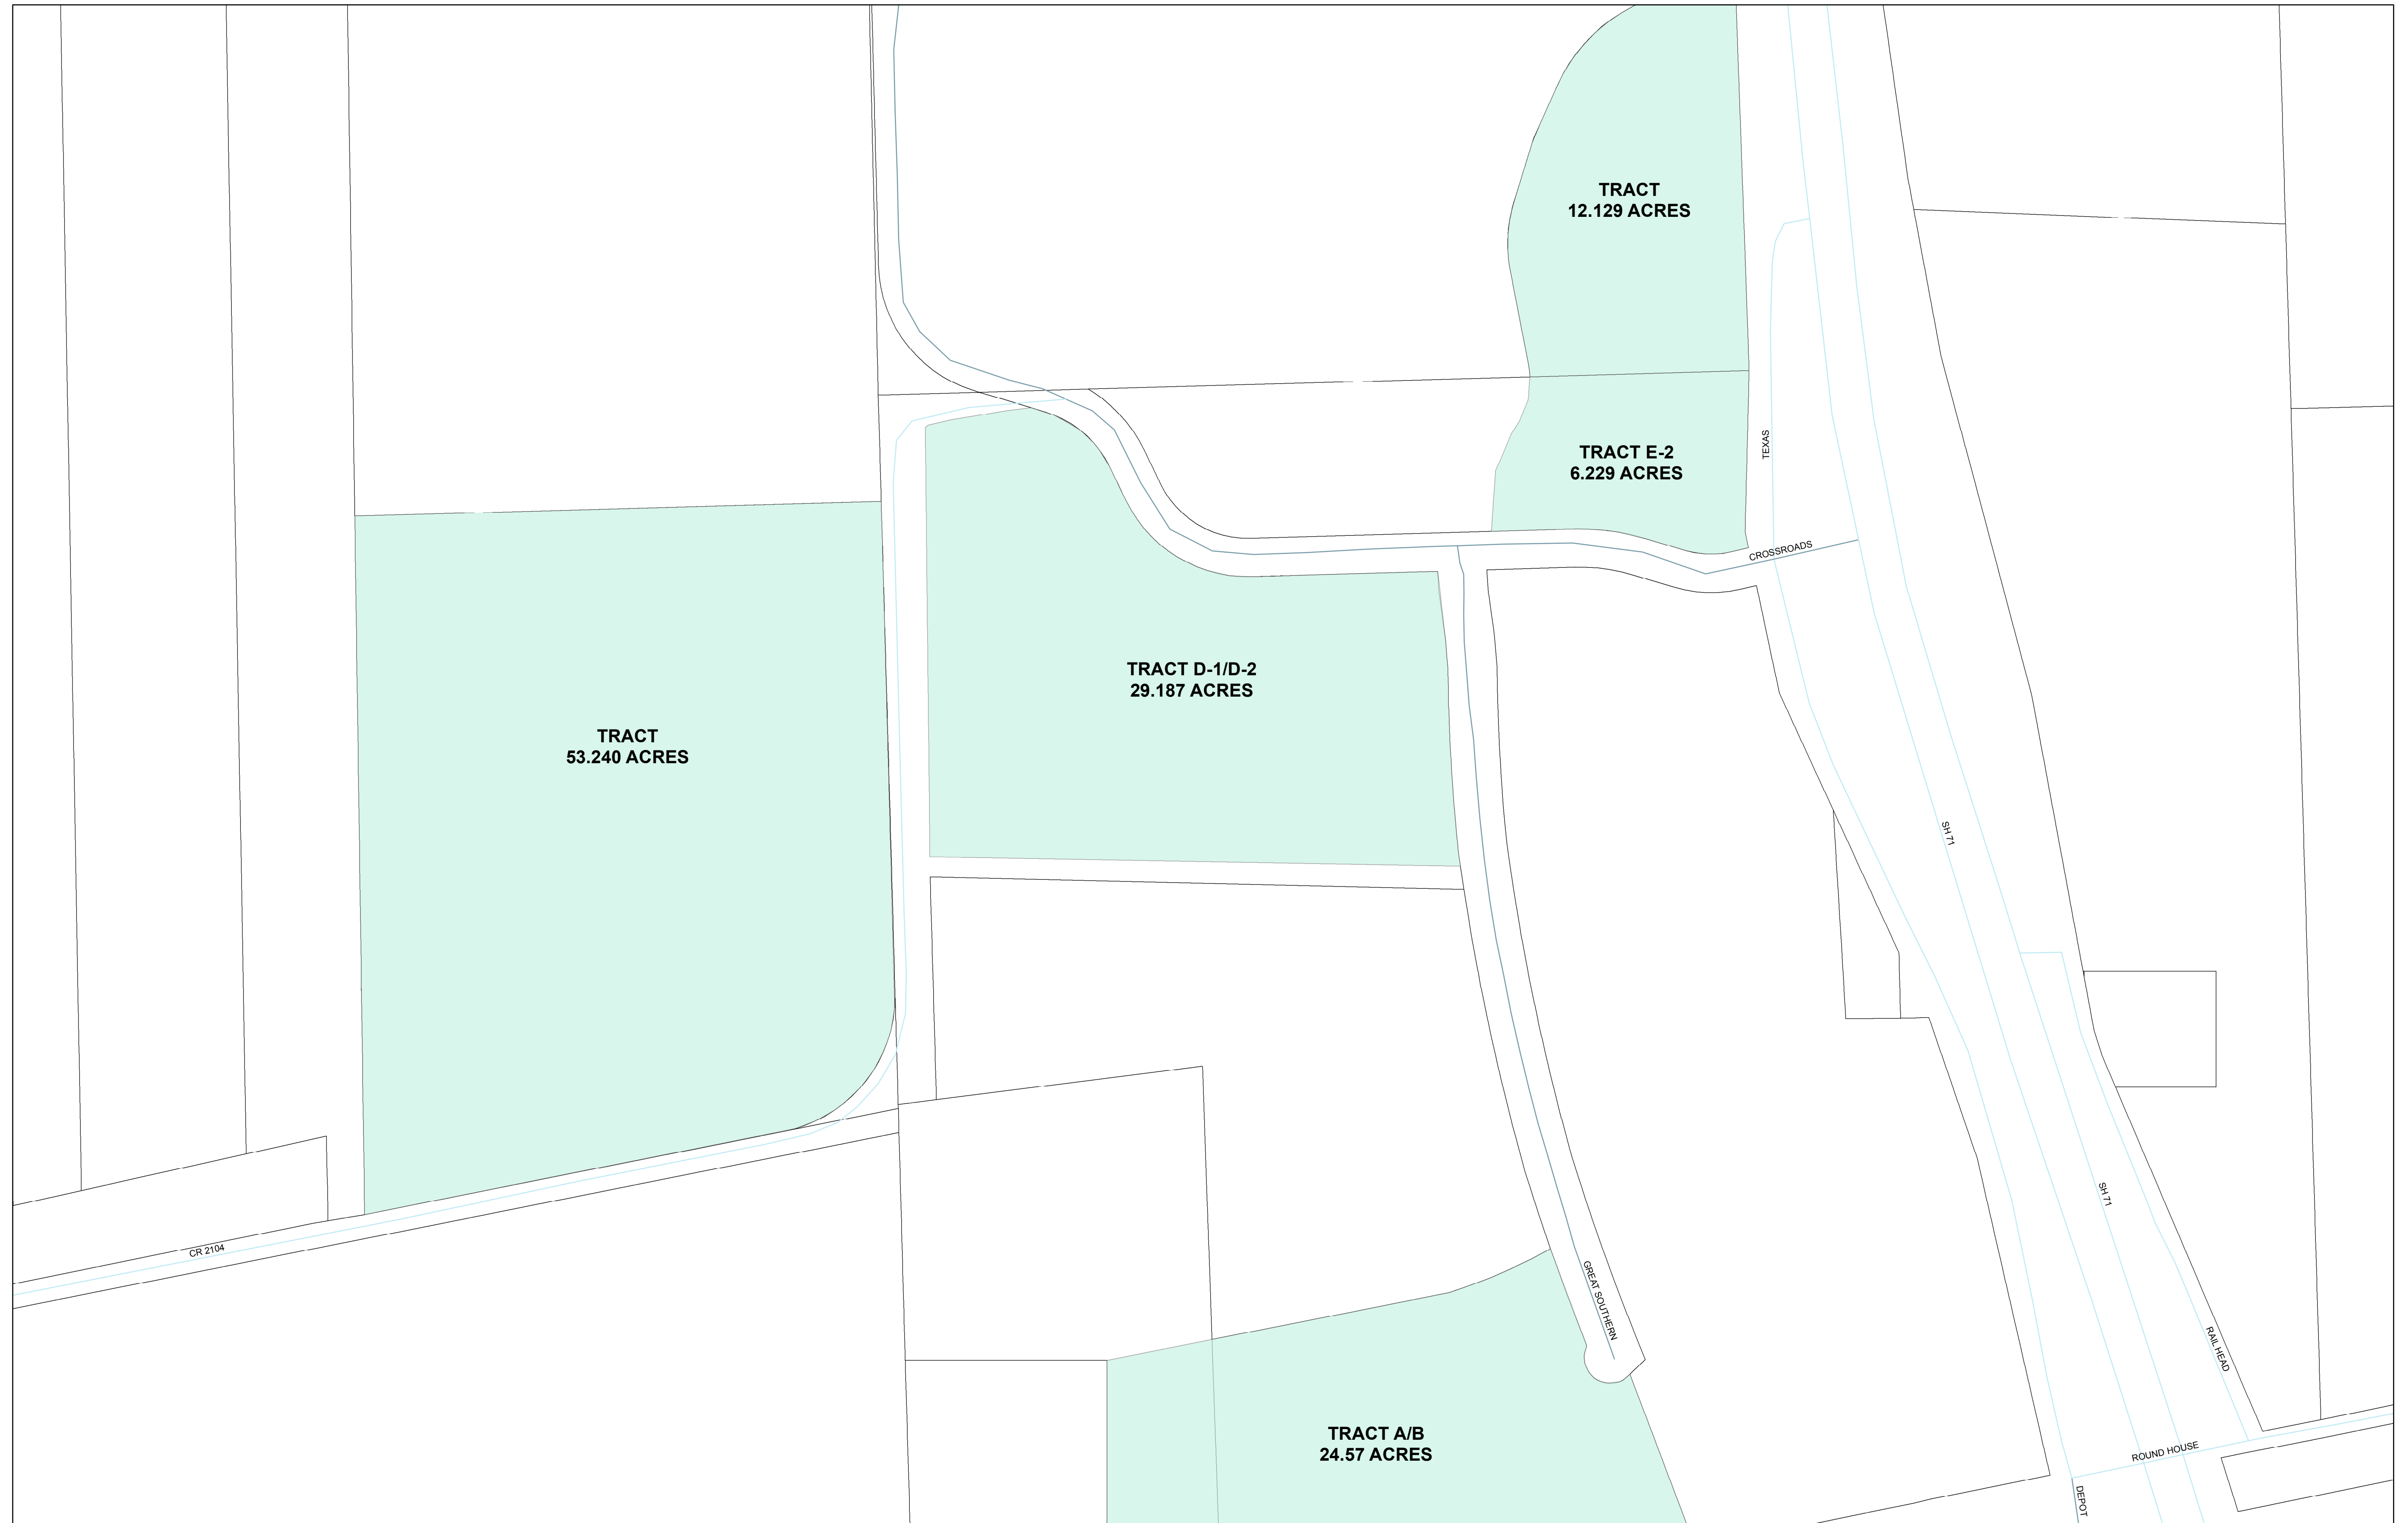 TRACT
12.129 ACRES
TRACT E-2
6.229 ACRES
TEXAS
CROSSROADS
TRACT D-1/D-2
29.187 ACRES
TRACT
53.240 ACRES
SH 71
SH 71
CR 2104
GREAT SOUTHERN
RAIL HEAD
TRACT A/B
24.57 ACRES
ROUND HOUSE
DEPOT